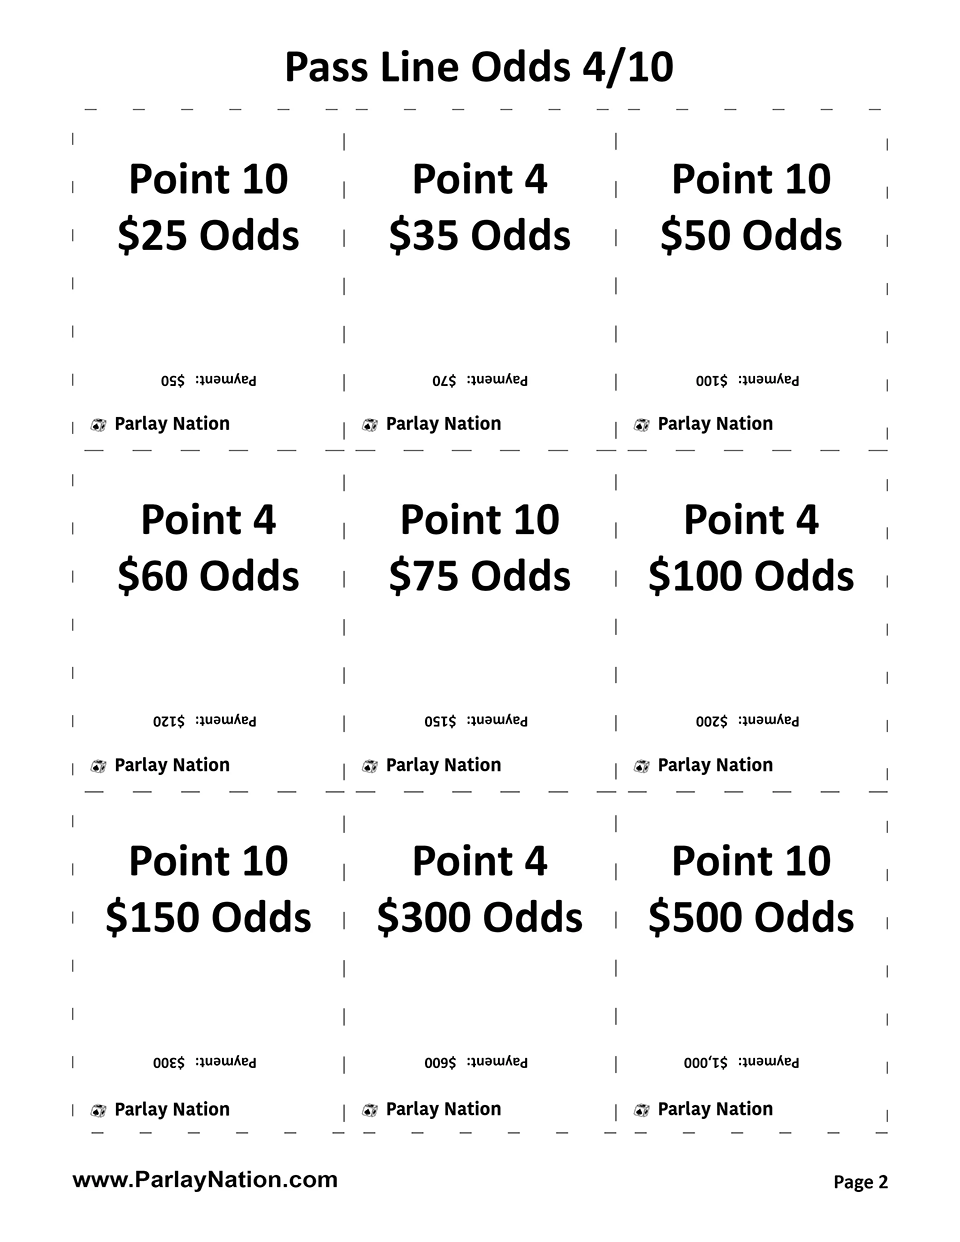 Pass Line Odds 4/10
Point 10
$25 Odds
Payment: $50
Parlay Nation
Point 4
$35 Odds
Payment: $70
Parlay Nation
Point 10
$50 Odds
Payment: $100
Parlay Nation
Point 4
$60 Odds
Payment: $120
Parlay Nation
Point 10
$75 Odds
Payment: $150
Parlay Nation
Point 4
$100 Odds
Payment: $200
Parlay Nation
Point 10
$150 Odds
Payment: $300
Parlay Nation
Point 4
$300 Odds
Payment: $600
Parlay Nation
Point 10
$500 Odds
Payment: $1,000
Parlay Nation
www.ParlayNation.com
Page 2